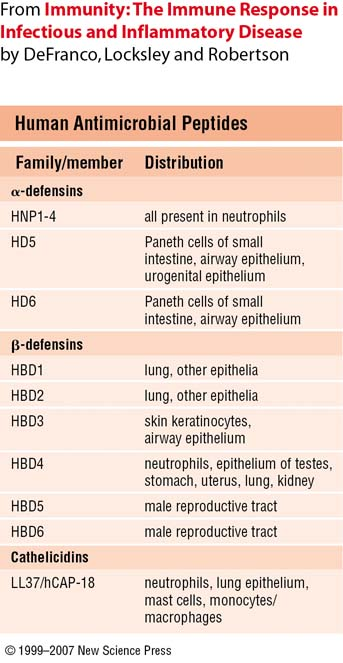 From Immunity: The Immune Response in
Infectious and Inflammatory Disease
by DeFranco, Locksley and Robertson
Human Antimicrobial Peptides
Family/member Distribution
α-defensins
HNP1-4 all present in neutrophils
HD5 Paneth cells of small
intestine, airway epithelium,
urogenital epithelium
HD6 Paneth cells of small
intestine, airway epithelium
β-defensins
HBD1 lung, other epithelia
HBD2 lung, other epithelia
HBD3 skin keratinocytes,
airway epithelium
HBD4 neutrophils, epithelium of testes,
stomach, uterus, lung, kidney
HBD5 male reproductive tract
HBD6 male reproductive tract
Cathelicidins
LL37/hCAP-18 neutrophils, lung epithelium,
mast cells, monocytes/
macrophages
© 1999–2007 New Science Press